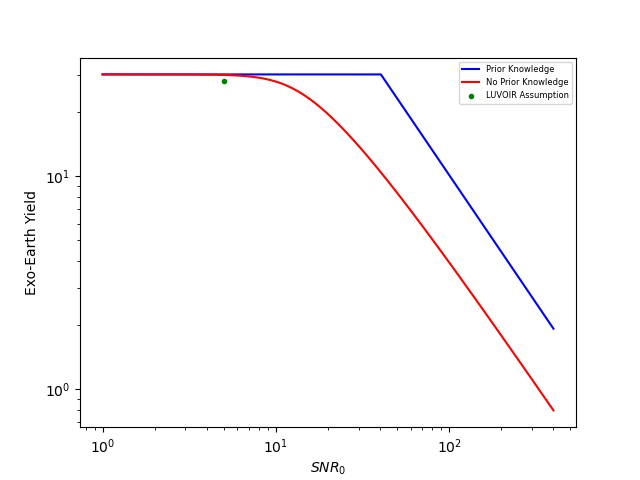 Prior Knowledge
No Prior Knowledge
LUVOIR Assumption
Exo-Earth Yield
10¹
10⁰
10⁰ 10¹ 10²
SNR₀